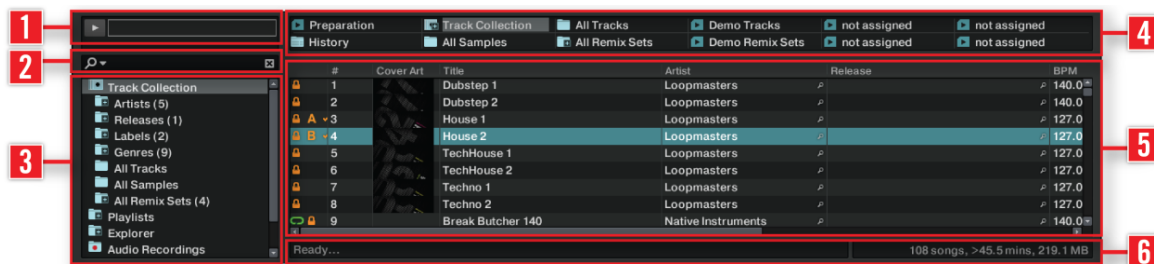 1
2
3
4
5
6
Preparation Track Collection All Tracks Demo Tracks not assigned not assigned
History All Samples All Remix Sets Demo Remix Sets not assigned not assigned
Track Collection
Artists (5)
Releases (1)
Labels (2)
Genres (9)
All Tracks
All Samples
All Remix Sets (4)
Playlists
Explorer
Audio Recordings
# Cover Art Title Artist Release BPM
1 Dubstep 1 Loopmasters 140.0
2 Dubstep 2 Loopmasters 140.0
A 3 House 1 Loopmasters 127.0
B 4 House 2 Loopmasters 127.0
5 TechHouse 1 Loopmasters 127.0
6 TechHouse 2 Loopmasters 127.0
7 Techno 1 Loopmasters 127.0
8 Techno 2 Loopmasters 127.0
9 Break Butcher 140 Native Instruments 140.0
Ready... 108 songs, >45.5 mins, 219.1 MB